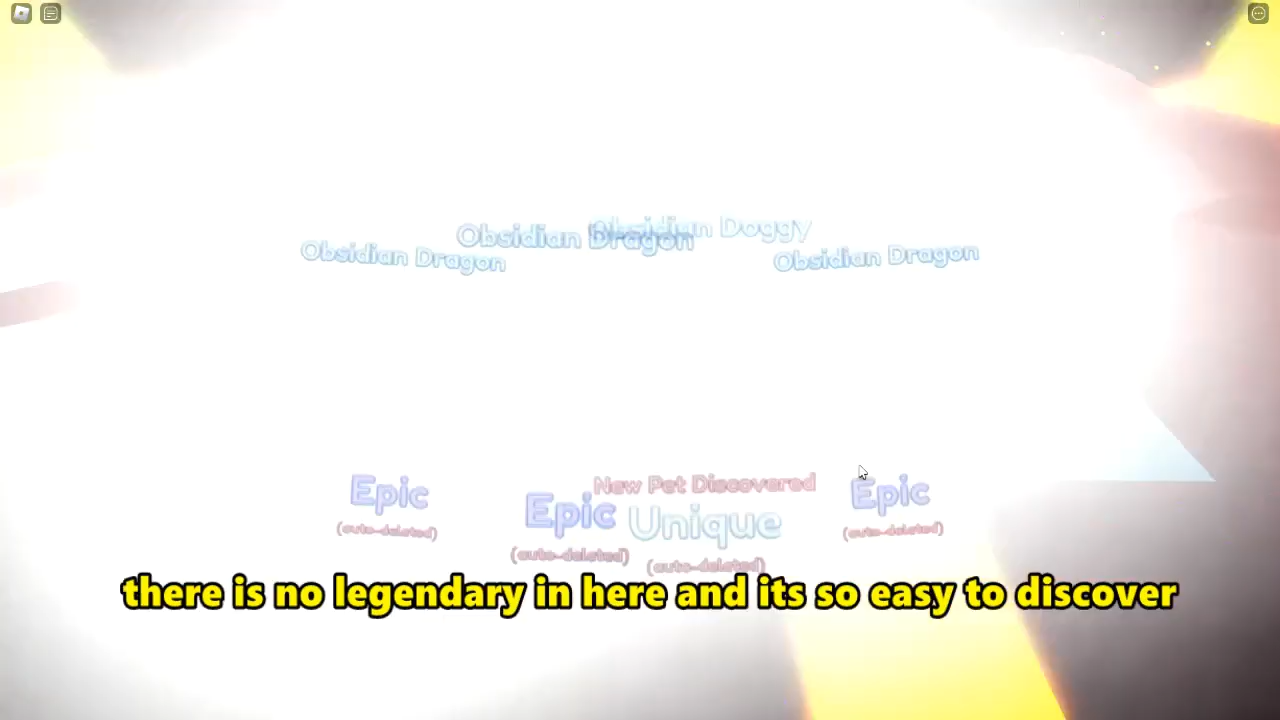 Obsidian Doggy
Obsidian Dragon
Obsidian Dragon
Obsidian Dragon
New Pet Discovered
Epic
Epic
Epic
Unique
(auto-deleted)
(auto-deleted)
(auto-deleted)
(auto-deleted)
there is no legendary in here and its so easy to discover